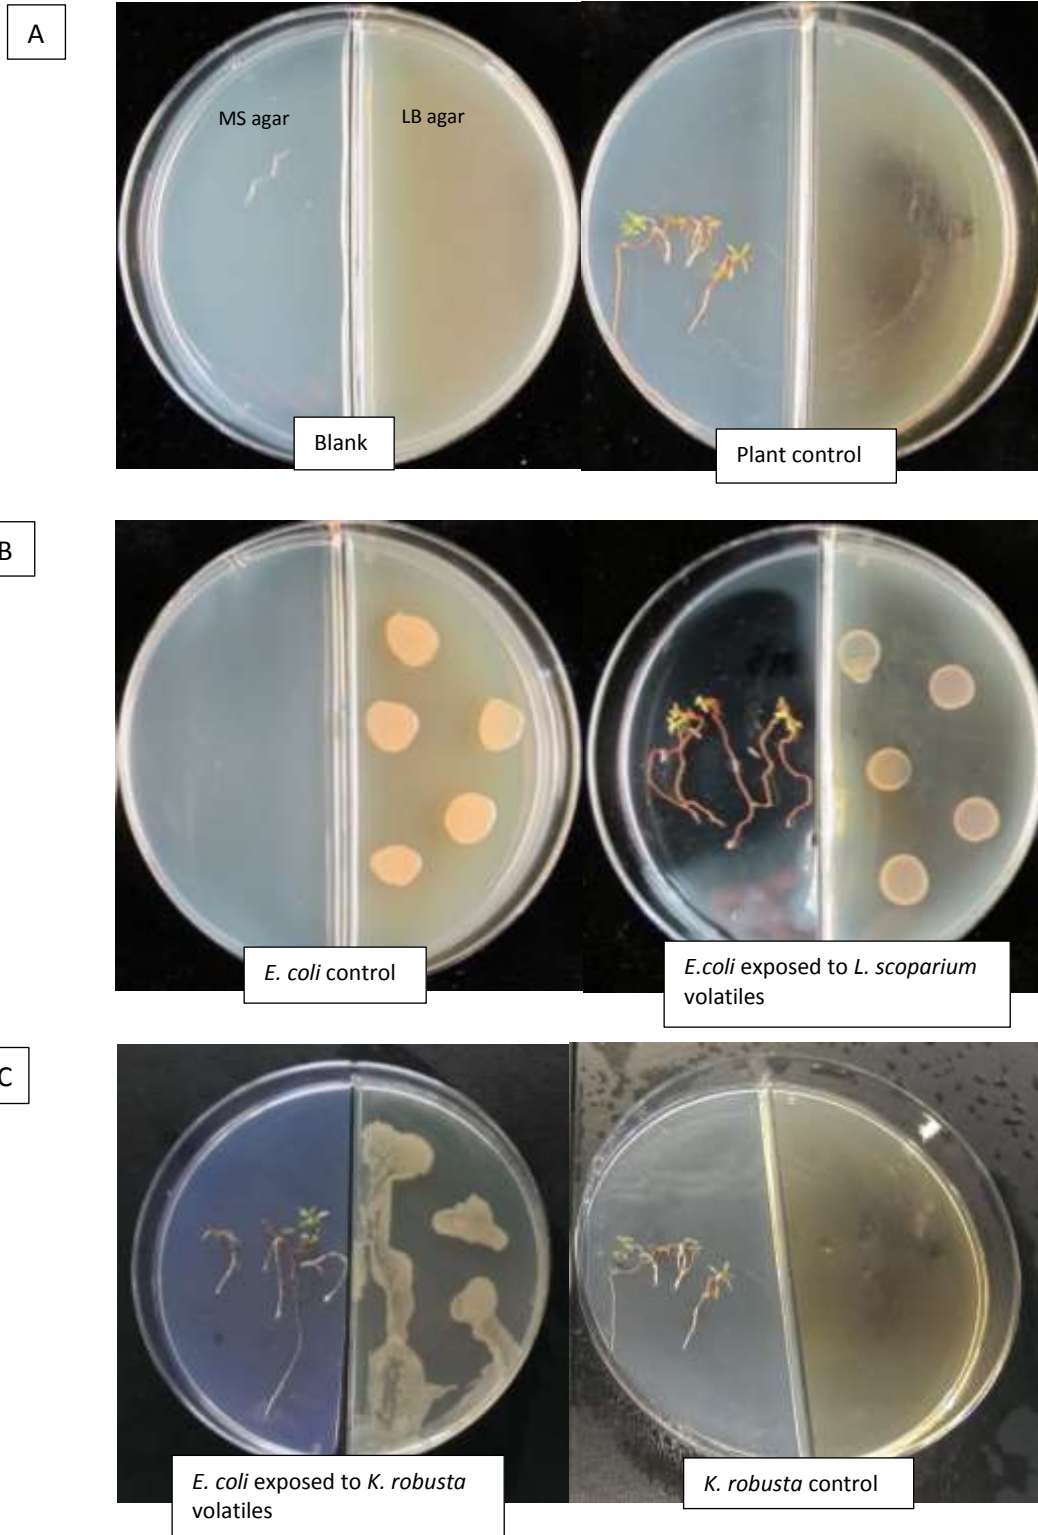 A
MS agar
LB agar
Blank
Plant control
B
E. coli control
E.coli exposed to L. scoparium
volatiles
C
E. coli exposed to K. robusta
volatiles
K. robusta control